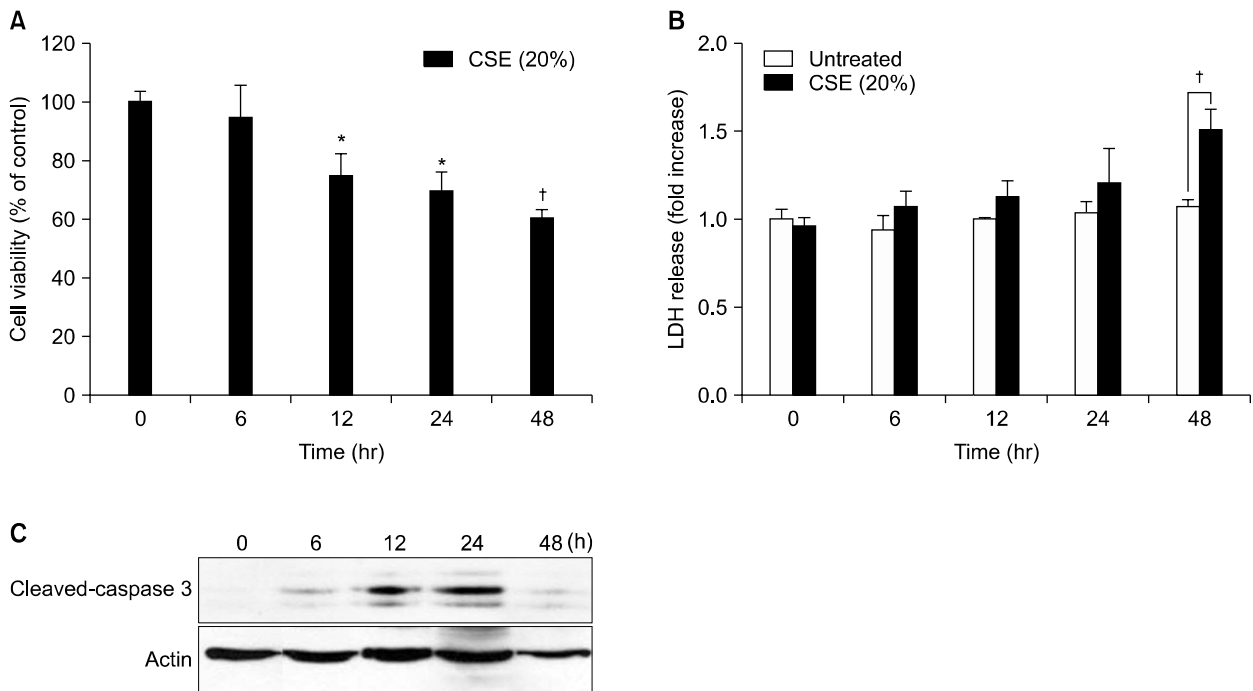 A
Cell viability (% of control)
120
100
80
60
40
20
0
CSE (20%)
*
*
†
0 6 12 24 48
Time (hr)
B
LDH release (fold increase)
2.0
1.5
1.0
0.5
0.0
Untreated
CSE (20%)
†
0 6 12 24 48
Time (hr)
C
0 6 12 24 48 (h)
Cleaved-caspase 3
Actin